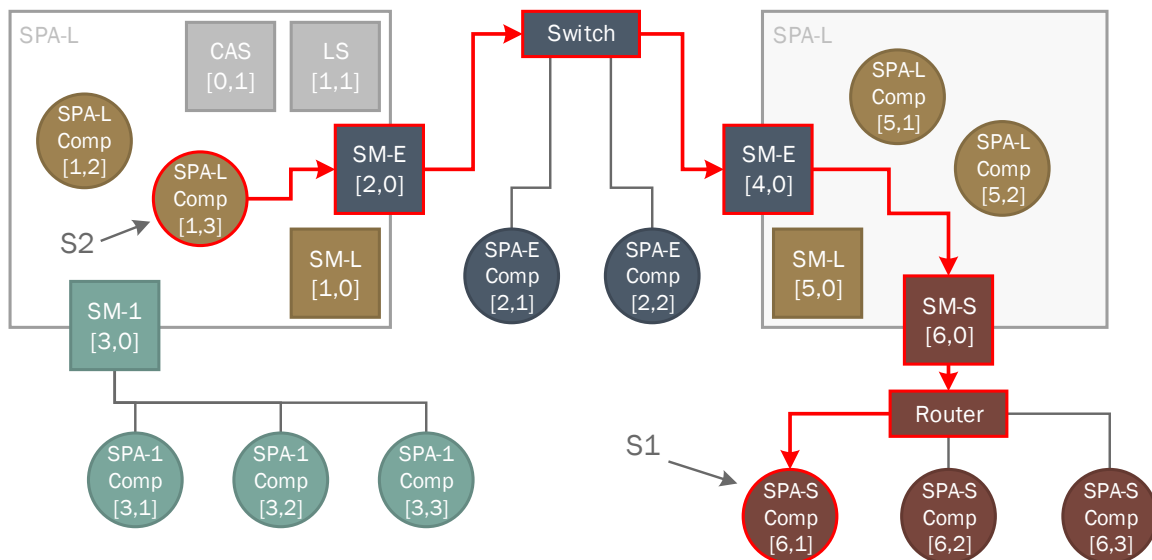 SPA-L
CAS
[0,1]
LS
[1,1]
SPA-L
Comp
[1,2]
SPA-L
Comp
[1,3]
S2
SM-E
[2,0]
SM-L
[1,0]
SM-1
[3,0]
SPA-1
Comp
[3,1]
SPA-1
Comp
[3,2]
SPA-1
Comp
[3,3]
Switch
SPA-E
Comp
[2,1]
SPA-E
Comp
[2,2]
SPA-L
SPA-L
Comp
[5,1]
SPA-L
Comp
[5,2]
SM-E
[4,0]
SM-L
[5,0]
SM-S
[6,0]
Router
S1
SPA-S
Comp
[6,1]
SPA-S
Comp
[6,2]
SPA-S
Comp
[6,3]